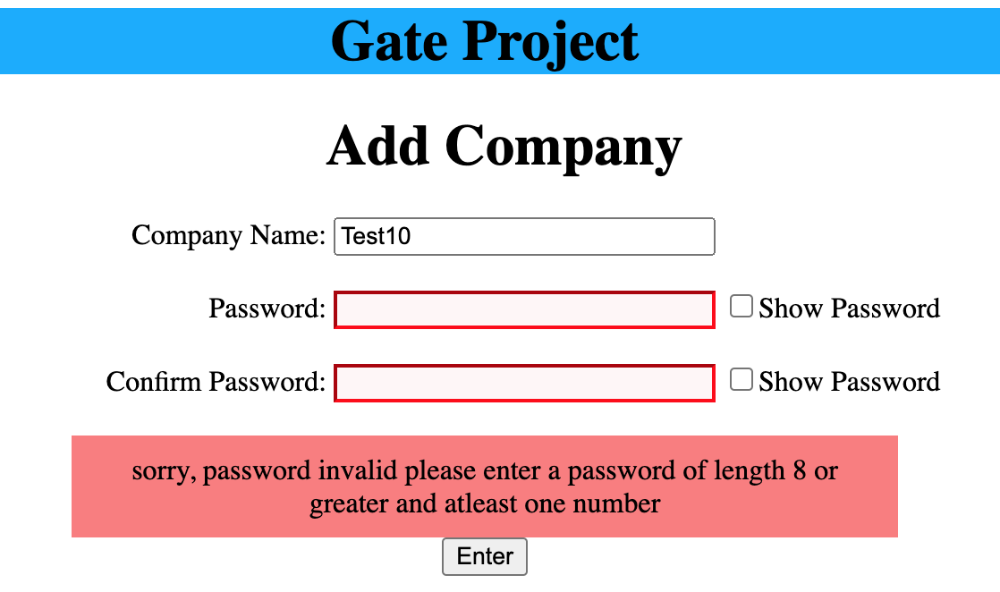 Gate Project
Add Company
Company Name: Test10
Password: Show Password
Confirm Password: Show Password
sorry, password invalid please enter a password of length 8 or
greater and atleast one number
Enter